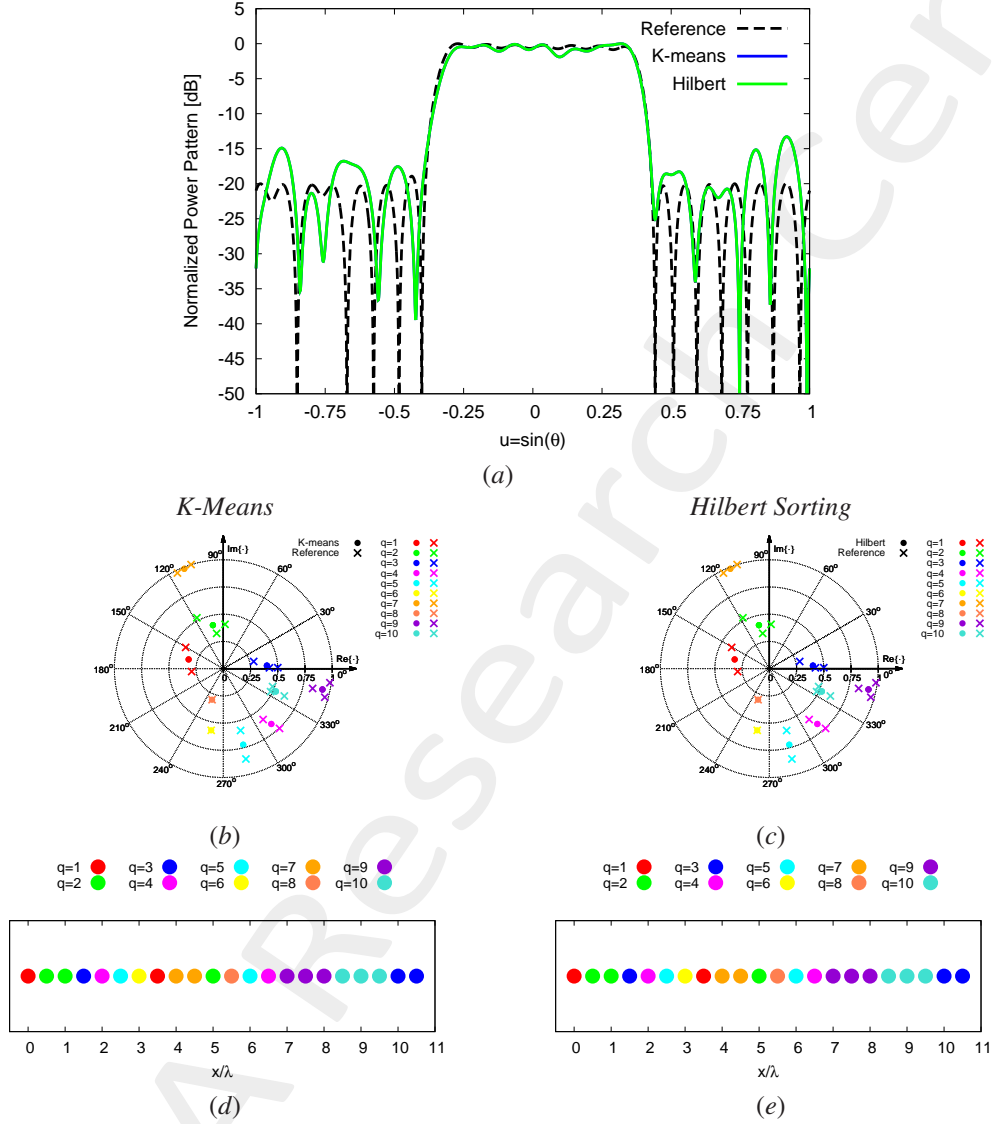 5
0
-5
-10
-15
-20
-25
-30
-35
-40
-45
-50
Normalized Power Pattern [dB]
Reference
K-means
Hilbert
-1 -0.75 -0.5 -0.25 0 0.25 0.5 0.75 1
u=sin(θ)
(a)
K-Means
Hilbert Sorting
90° Im{·}
120° 60°
150° 30°
180° 0 0.25 0.5 0.75 1 Re{·} 0°
210° 330°
240° 300°
270°
K-means
Reference
q=1
q=2
q=3
q=4
q=5
q=6
q=7
q=8
q=9
q=10
(b)
90° Im{·}
120° 60°
150° 30°
180° 0 0.25 0.5 0.75 1 Re{·} 0°
210° 330°
240° 300°
270°
Hilbert
Reference
q=1
q=2
q=3
q=4
q=5
q=6
q=7
q=8
q=9
q=10
(c)
q=1 q=3 q=5 q=7 q=9
q=2 q=4 q=6 q=8 q=10
0 1 2 3 4 5 6 7 8 9 10 11
x/λ
(d)
q=1 q=3 q=5 q=7 q=9
q=2 q=4 q=6 q=8 q=10
0 1 2 3 4 5 6 7 8 9 10 11
x/λ
(e)
A Research Cen